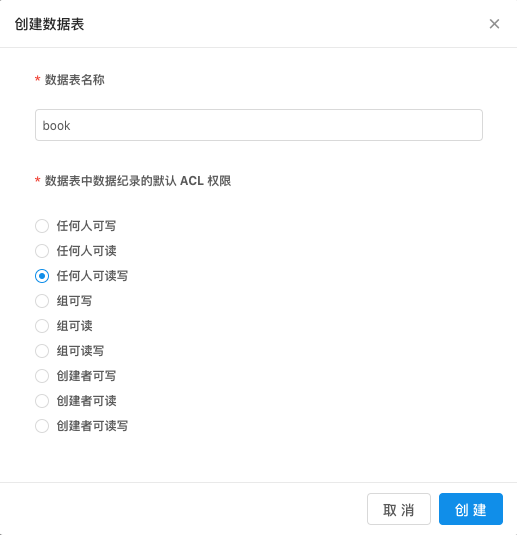 创建数据表
* 数据表名称
book
* 数据表中数据纪录的默认 ACL 权限
任何人可写
任何人可读
任何人可读写
组可写
组可读
组可读写
创建者可写
创建者可读
创建者可读写
取 消
创 建